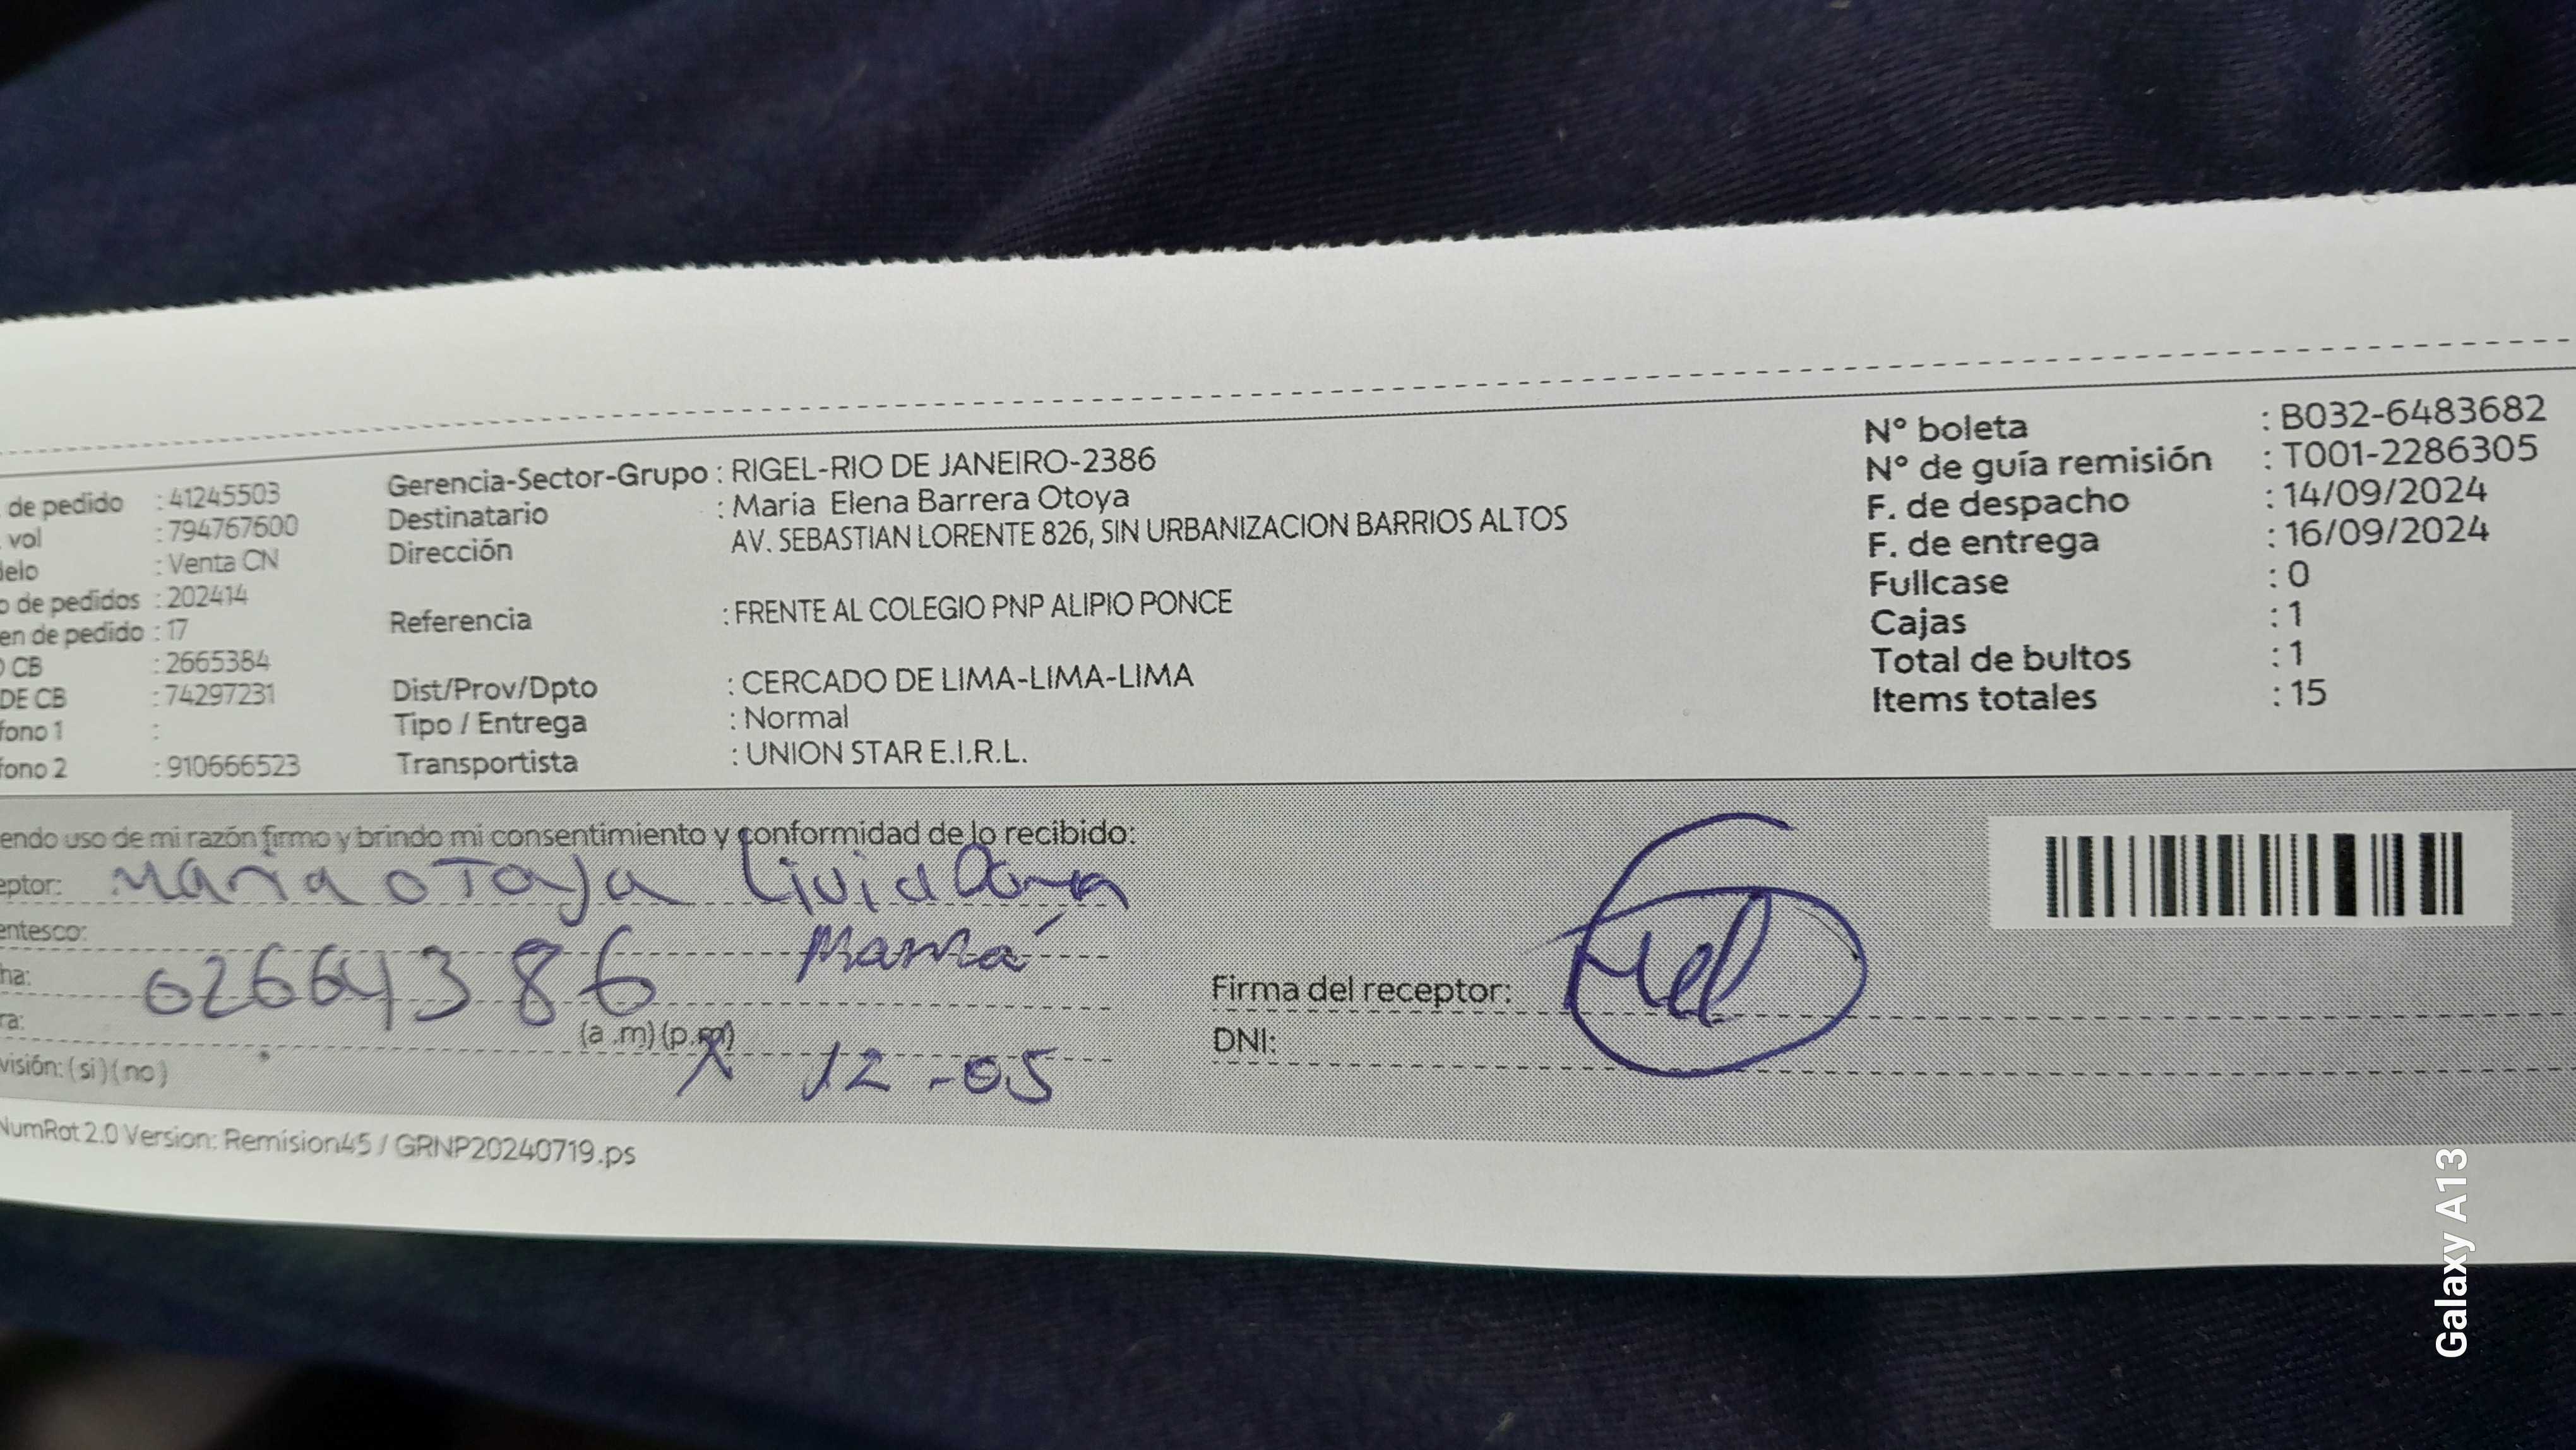 de pedido : 41245503
vol : 794767600
elo : Venta CN
o de pedidos : 202414
en de pedido : 17
CB : 2665384
DE CB : 74297231
fono 1 :
fono 2 : 910666523
Gerencia-Sector-Grupo : RIGEL-RIO DE JANEIRO-2386
Destinatario : Maria Elena Barrera Otoya
Dirección AV. SEBASTIAN LORENTE 826, SIN URBANIZACION BARRIOS ALTOS
Referencia : FRENTE AL COLEGIO PNP ALIPIO PONCE
Dist/Prov/Dpto : CERCADO DE LIMA-LIMA-LIMA
Tipo / Entrega : Normal
Transportista : UNION STAR E.I.R.L.
N° boleta : B032-6483682
N° de guía remisión : T001-2286305
F. de despacho : 14/09/2024
F. de entrega : 16/09/2024
Fullcase : 0
Cajas : 1
Total de bultos : 1
Items totales : 15
endo uso de mi razón firmo y brindo mi consentimiento y conformidad de lo recibido:
eptor: Maria oTaya
entesco: Mamá
ha: 02664386
ra: (a .m) (p.m)
visión: (si) (no) X 12-05
Firma del receptor:
DNI:
NumRot 2.0 Version: Remision45 / GRNP20240719.ps
Galaxy A13